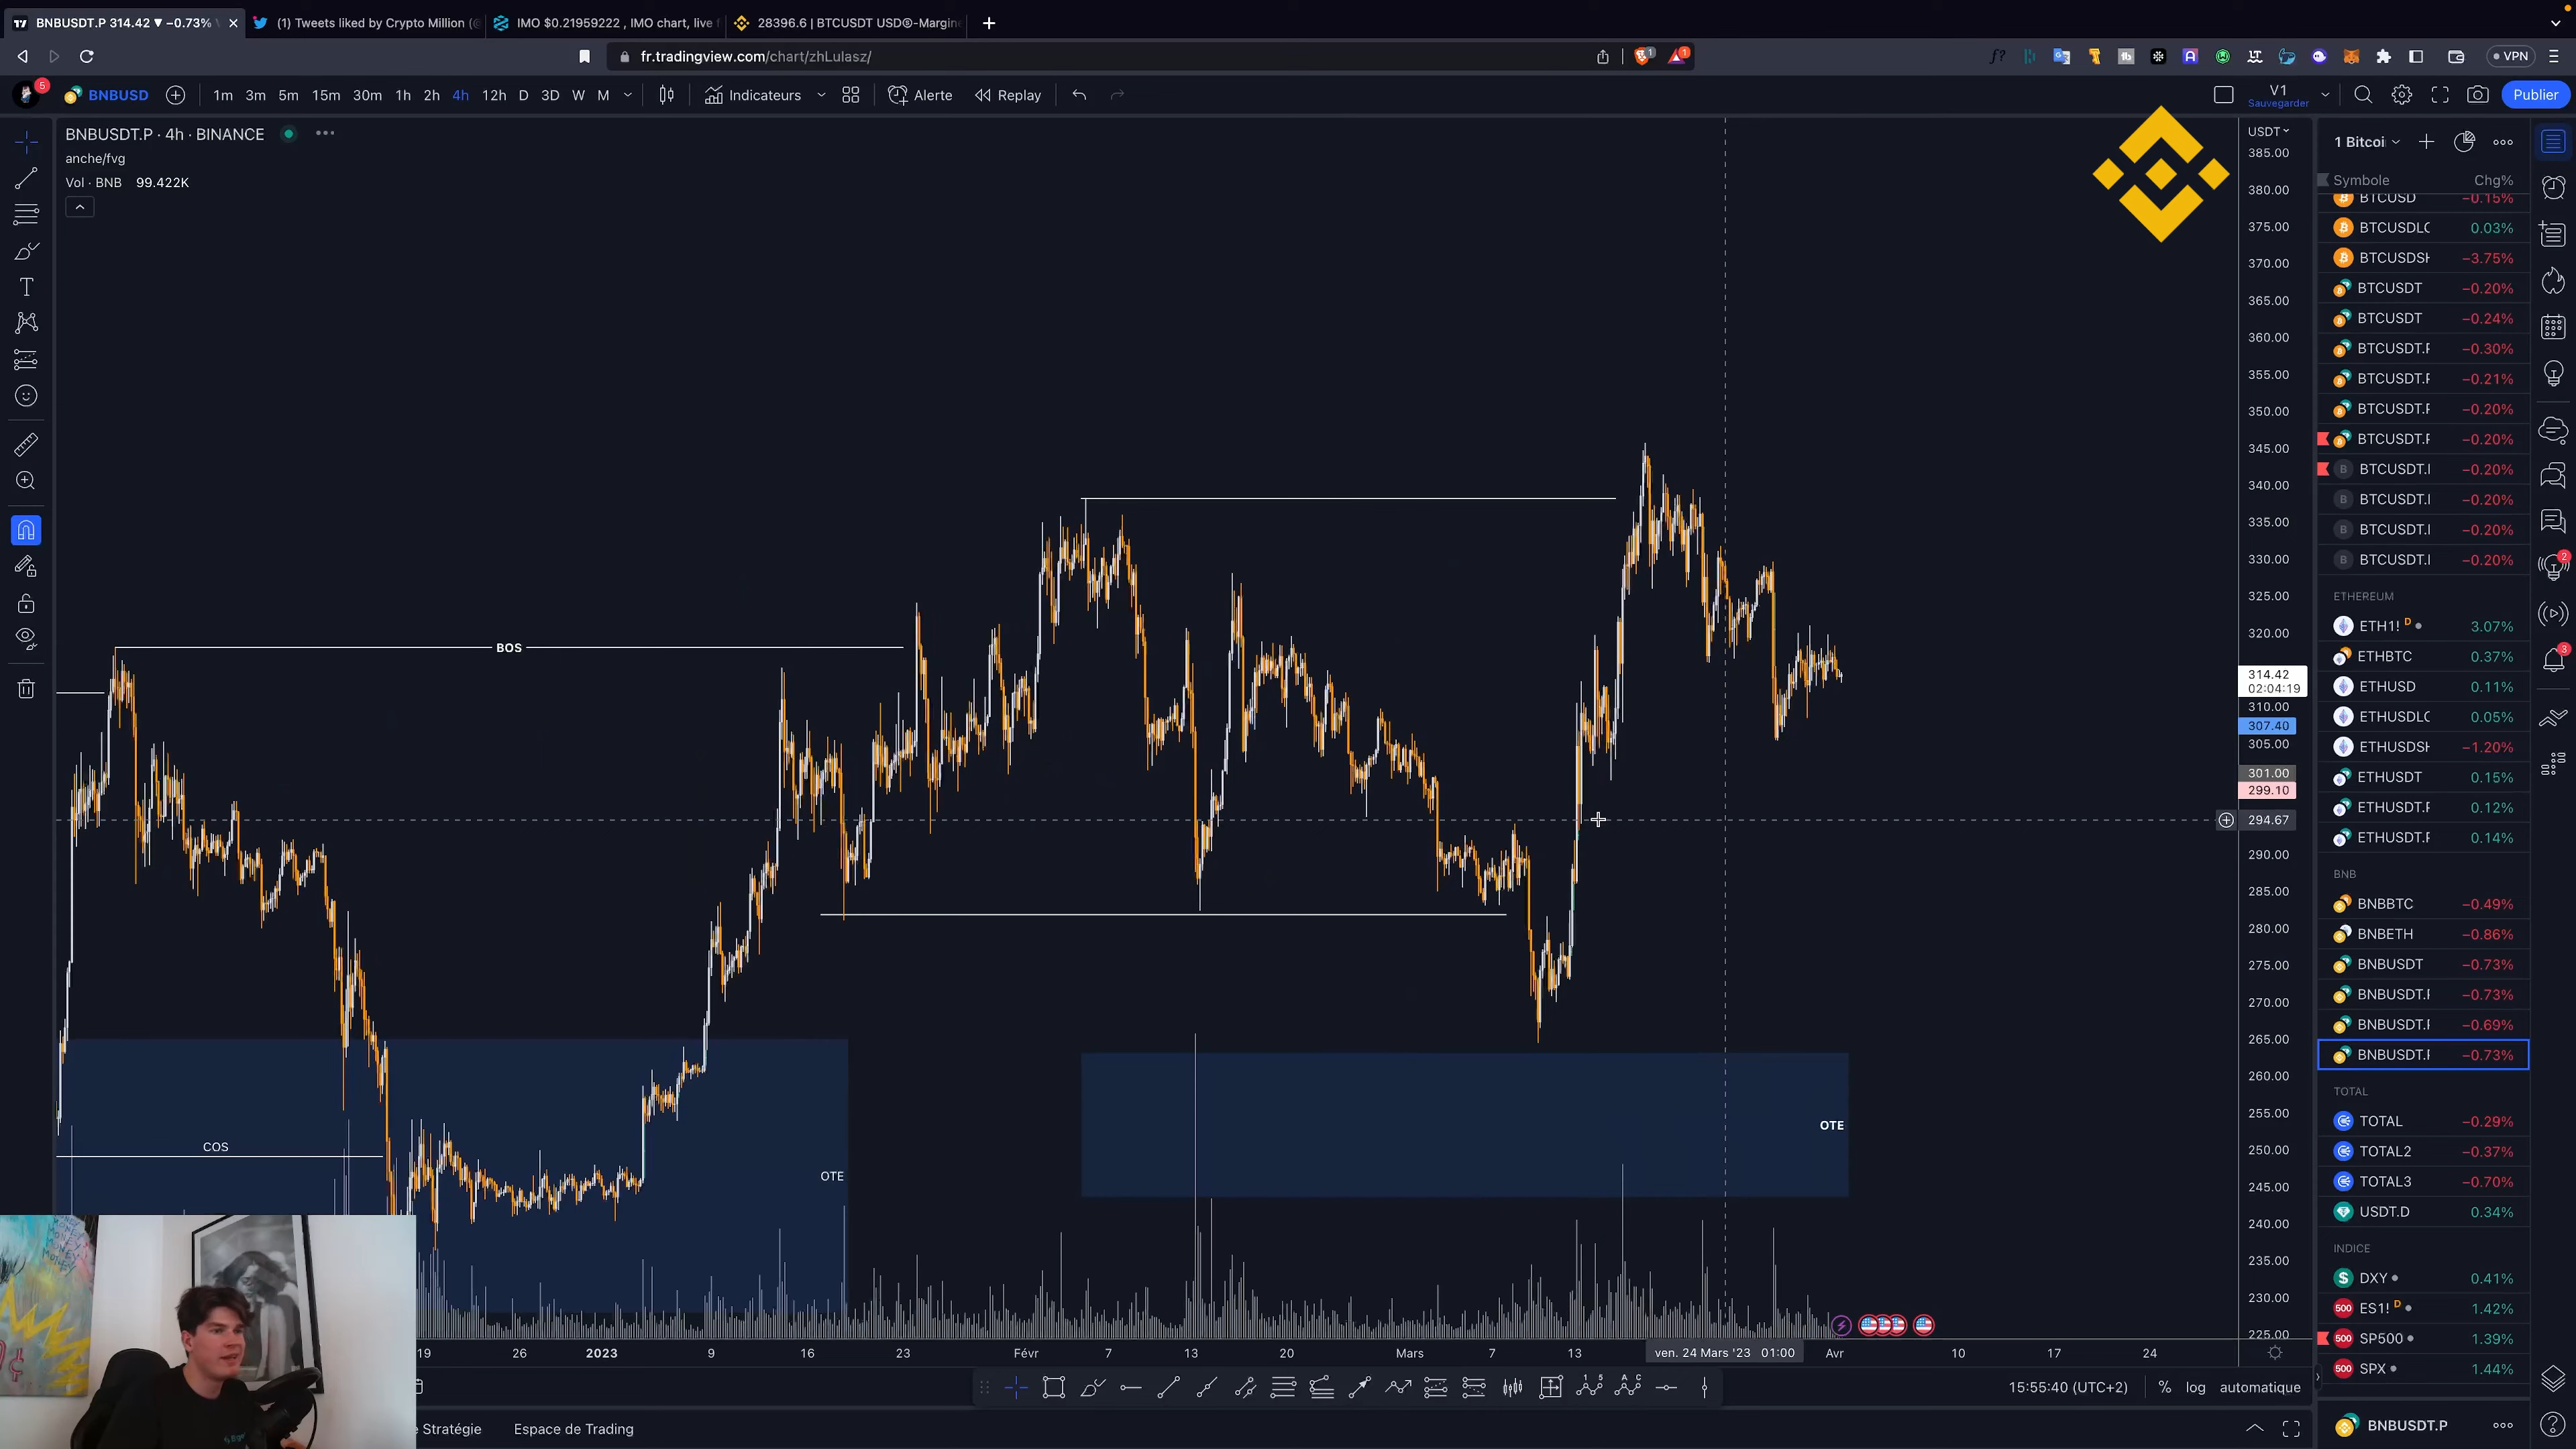 BNBUSDT.P 314.42 ▼ −0.73%
(1) Tweets liked by Crypto Million (@
IMO $0.21959222 , IMO chart, live
28396.6 | BTCUSDT USD®-Margin
fr.tradingview.com/chart/zhLulasz/
1
1
VPN
5
BNBUSD
1m 3m 5m 15m 30m 1h 2h 4h 12h D 3D W M
Indicateurs
Alerte
Replay
V1
Sauvegarder
Publier
BNBUSDT.P · 4h · BINANCE
anche/fvg
Vol · BNB 99.422K
BOS
COS
OTE
OTE
USDT
385.00
380.00
375.00
370.00
365.00
360.00
355.00
350.00
345.00
340.00
335.00
330.00
325.00
320.00
314.42
02:04:19
310.00
307.40
305.00
301.00
299.10
294.67
290.00
285.00
280.00
275.00
270.00
265.00
260.00
255.00
250.00
245.00
240.00
235.00
230.00
225.00
1 Bitcoi
Symbole Chg%
BTCUSD −0.15%
BTCUSDLC 0.03%
BTCUSDSH −3.75%
BTCUSDT −0.20%
BTCUSDT −0.24%
BTCUSDT.F −0.30%
BTCUSDT.F −0.21%
BTCUSDT.F −0.20%
BTCUSDT.F −0.20%
BTCUSDT.I −0.20%
BTCUSDT.I −0.20%
BTCUSDT.I −0.20%
BTCUSDT.I −0.20%
ETHEREUM
ETH1! D 3.07%
ETHBTC 0.37%
ETHUSD 0.11%
ETHUSDLC 0.05%
ETHUSDSH −1.20%
ETHUSDT 0.15%
ETHUSDT.F 0.12%
ETHUSDT.F 0.14%
BNB
BNBBTC −0.49%
BNBETH −0.86%
BNBUSDT −0.73%
BNBUSDT.F −0.73%
BNBUSDT.F −0.69%
BNBUSDT.F −0.73%
TOTAL
TOTAL −0.29%
TOTAL2 −0.37%
TOTAL3 −0.70%
USDT.D 0.34%
INDICE
DXY 0.41%
ES1! D 1.42%
SP500 1.39%
SPX 1.44%
2
3
19 26 2023 9 16 23 Févr 7 13 20 Mars 7 13 ven. 24 Mars '23 01:00 Avr 10 17 24
15:55:40 (UTC+2) % log automatique
Stratégie
Espace de Trading
BNBUSDT.P